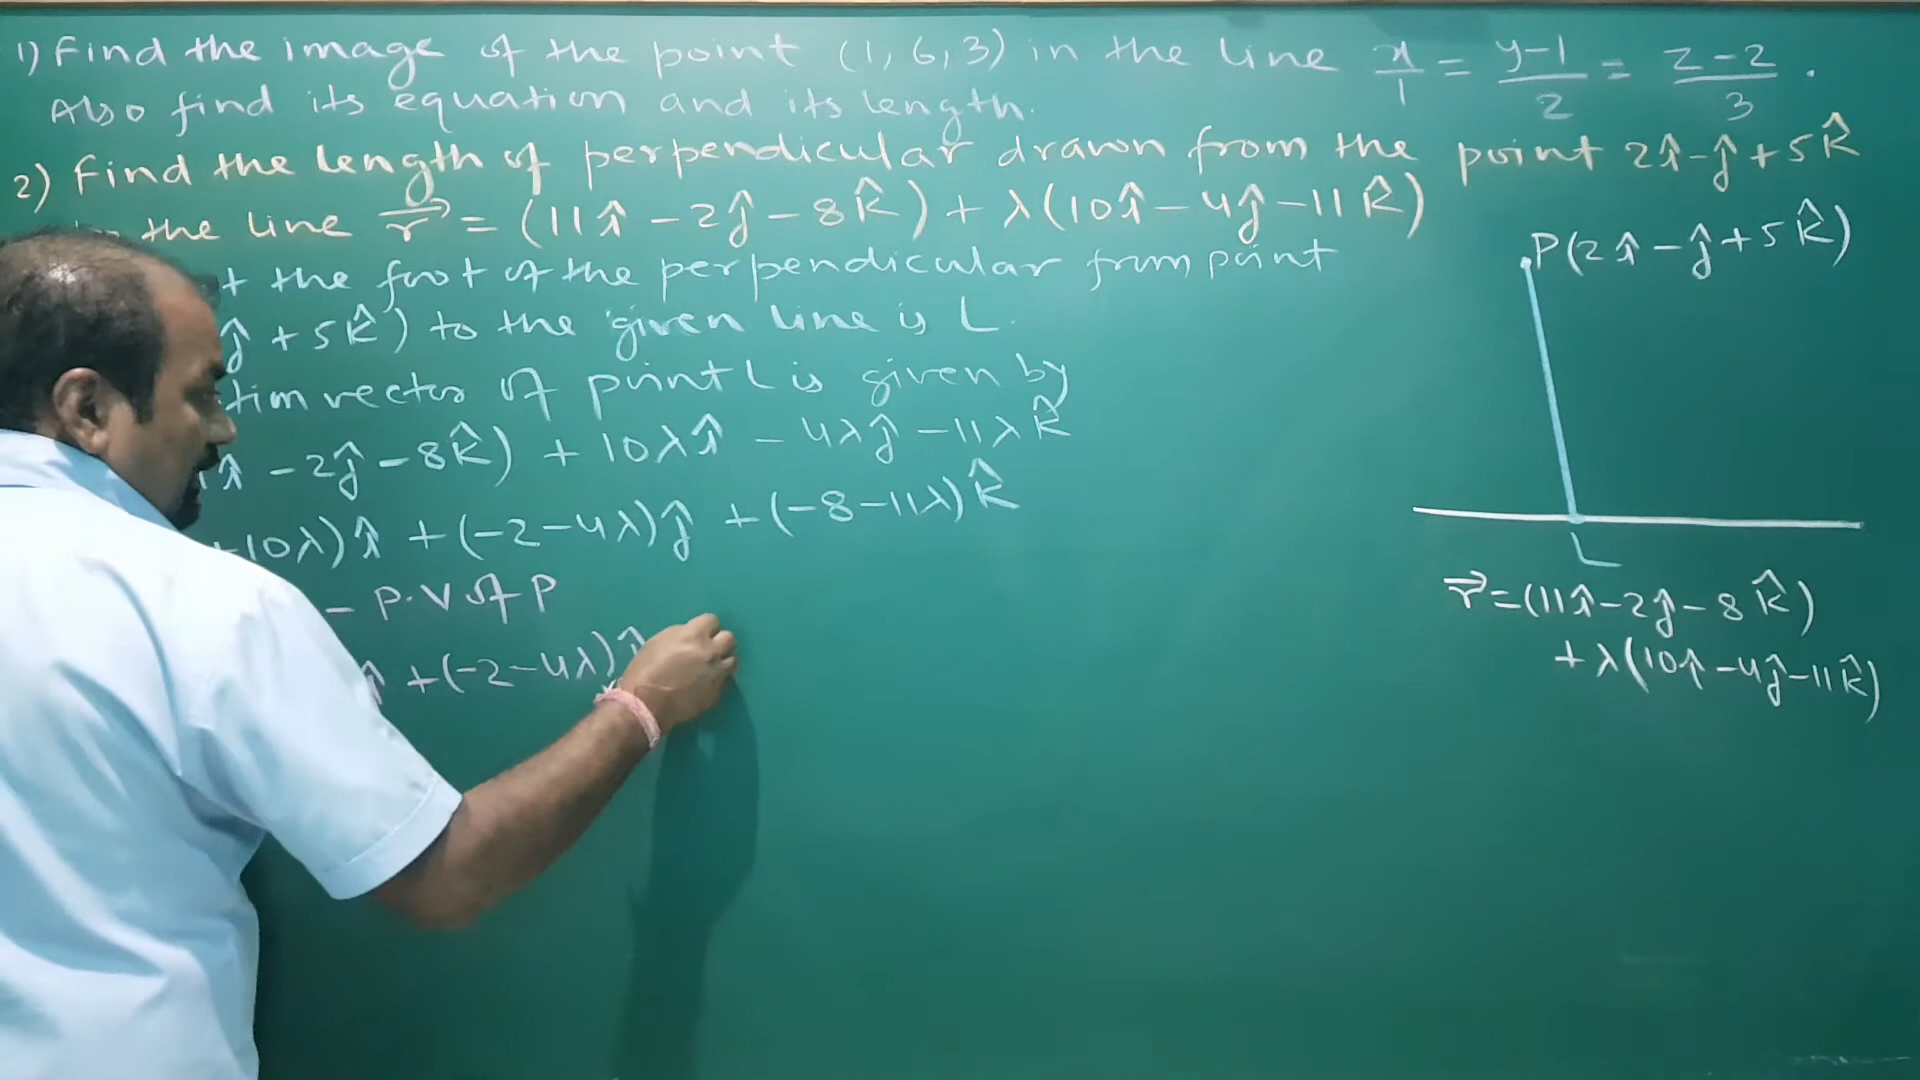 1) Find the image of the point (1, 6, 3) in the line x/1 = y-1/2 = z-2/3 .
Also find its equation and its length.
2) Find the length of perpendicular drawn from the point 2î-ĵ+5k̂
the line r⃗ = (11î - 2ĵ - 8k̂) + λ(10î - 4ĵ - 11k̂)
P(2î - ĵ + 5k̂)
the foot of the perpendicular from point
ĵ + 5k̂) to the given line is L.
vector of point L is given by
î - 2ĵ - 8k̂) + 10λî - 4λĵ - 11λk̂
+10λ)î + (-2-4λ)ĵ + (-8-11λ)k̂
- P.V of P
î + (-2-4λ)ĵ
L
r⃗ = (11î - 2ĵ - 8k̂)
+ λ(10î - 4ĵ - 11k̂)